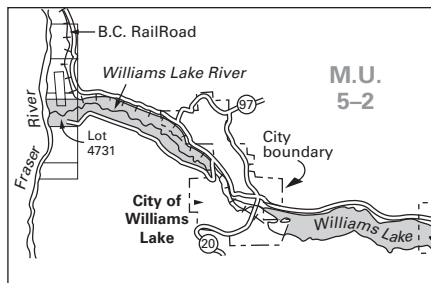 B.C. RailRoad
Williams Lake River
M.U.
5–2
97
River
Fraser
Lot
4731
City
boundary
City of
Williams
Lake
Williams Lake
20